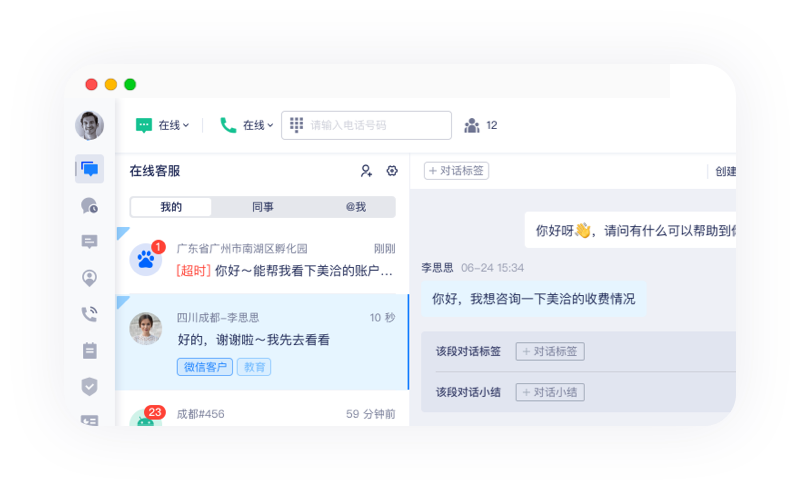 在线
在线
请输入电话号码
12
在线客服
我的
同事
@我
1
广东省广州市南湖区孵化园
刚刚
[超时] 你好~能帮我看下美洽的账户...
四川成都-李思思
10 秒
好的，谢谢啦~我先去看看
微信客户
教育
23
成都#456
59 分钟前
+ 对话标签
创建
你好呀👋，请问有什么可以帮助到
李思思 06-24 15:34
你好，我想咨询一下美洽的收费情况
该段对话标签
+ 对话标签
该段对话小结
+ 对话小结